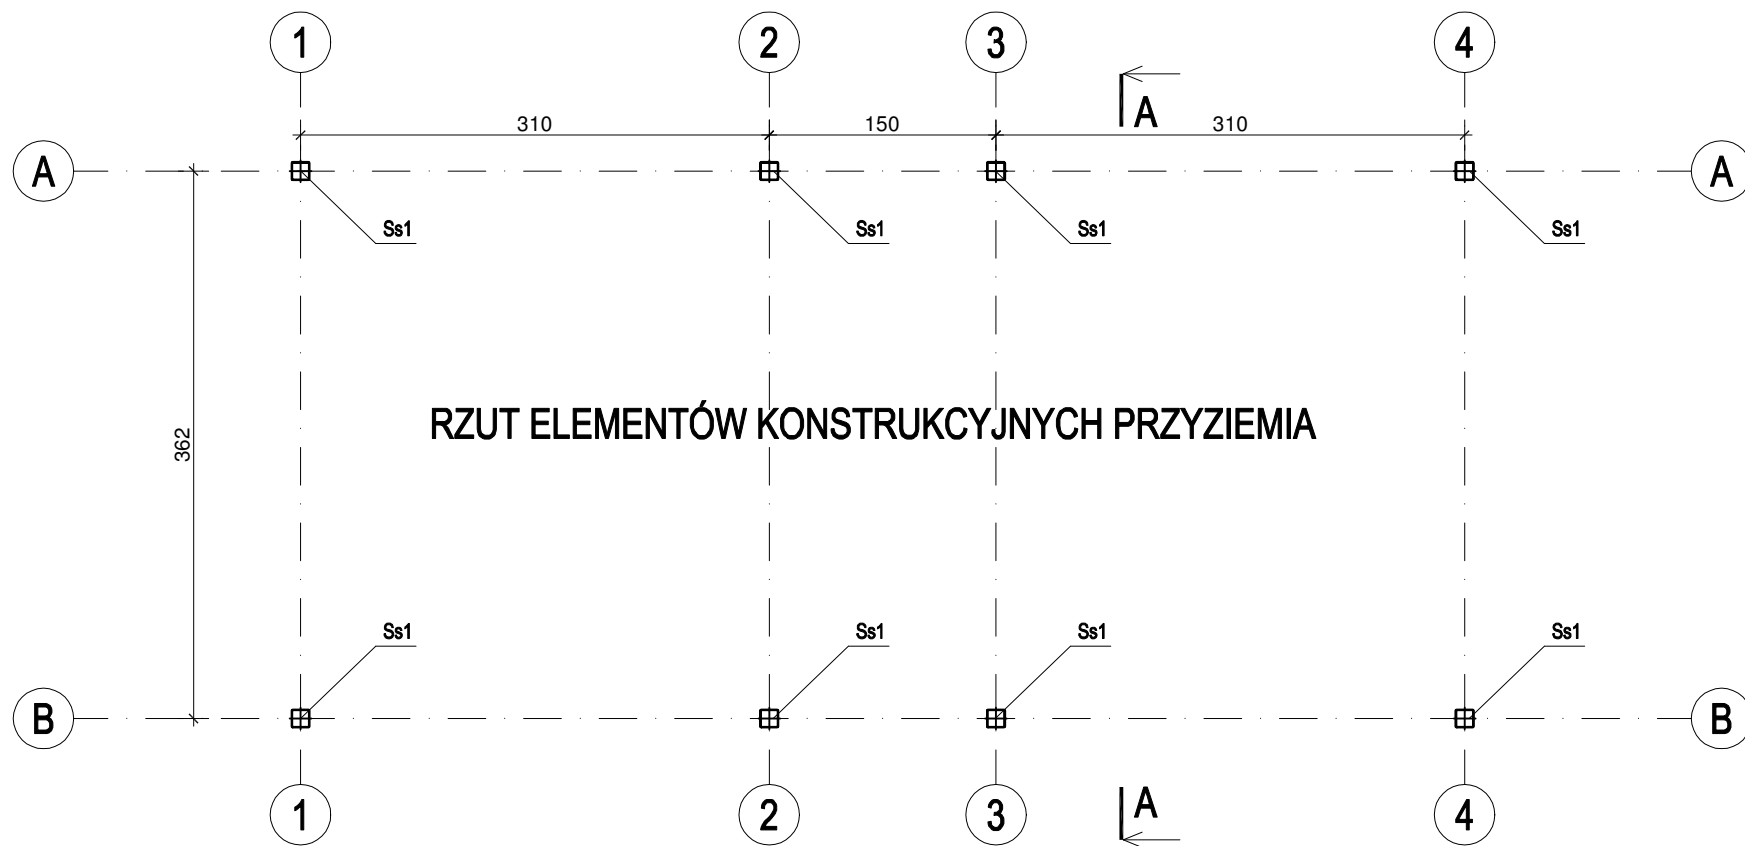 1 2 3 4
A
310 150 310
A A
Ss1 Ss1 Ss1 Ss1
RZUT ELEMENTÓW KONSTRUKCYJNYCH PRZYZIEMIA
362
Ss1 Ss1 Ss1 Ss1
B B
1 2 3 A 4